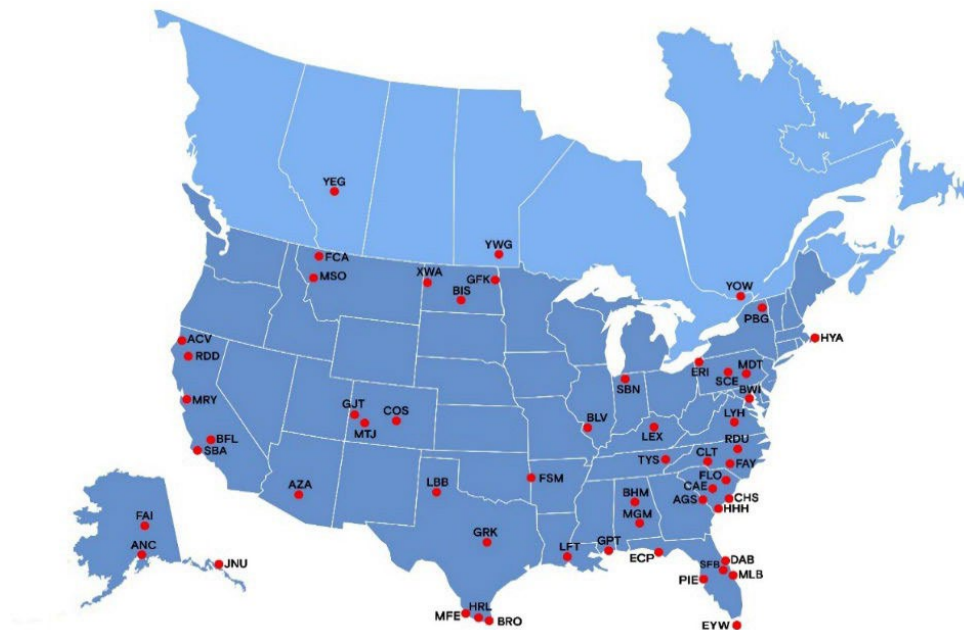 NL
YEG
YWG
FCA
MSO
XWA
GFK
BIS
YOW
PBG
HYA
ACV
RDD
ERI
MDT
SCE
SBN
BWI
MRY
GJT
COS
MTJ
BLV
LEX
LYH
BFL
SBA
RDU
CLT
TYS
FAY
FLO
FSM
LBB
AZA
CAE
BHM
AGS
CHS
HHH
MGM
FAI
GRK
ANC
LFT
GPT
ECP
DAB
SFB
JNU
PIE
MLB
HRL
MFE
BRO
EYW